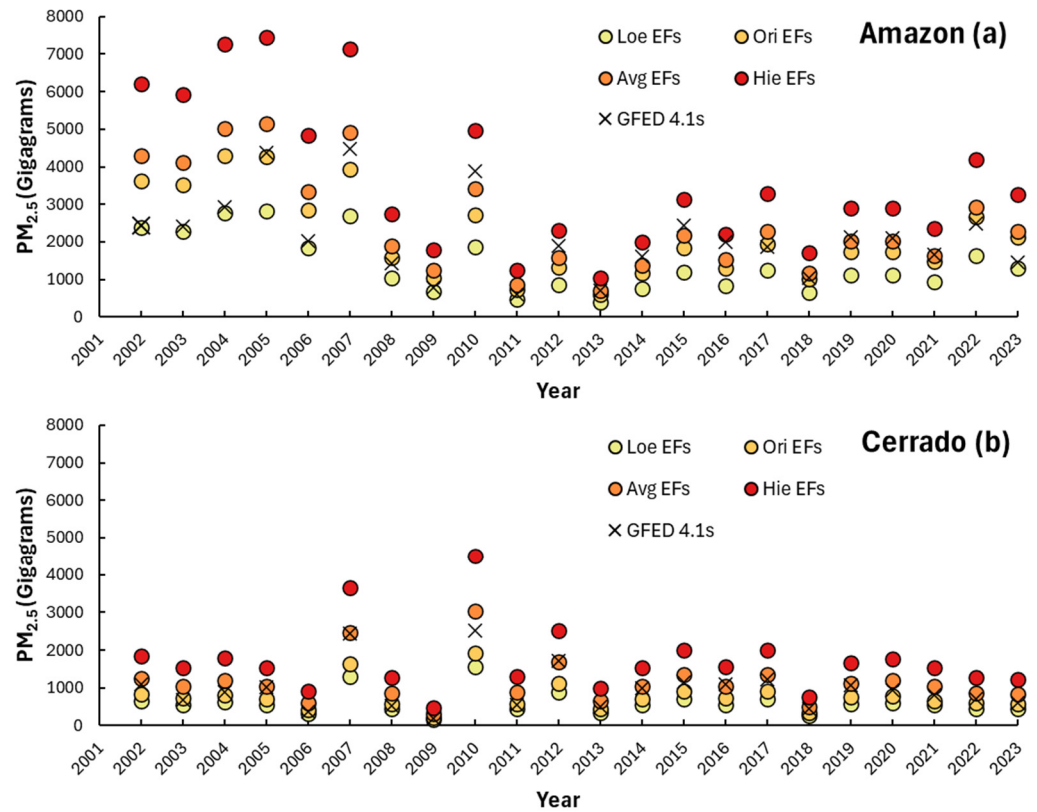 Amazon (a)
Loe EFs
Ori EFs
Avg EFs
Hie EFs
GFED 4.1s
PM2.5 (Gigagrams)
8000
7000
6000
5000
4000
3000
2000
1000
0
2001 2002 2003 2004 2005 2006 2007 2008 2009 2010 2011 2012 2013 2014 2015 2016 2017 2018 2019 2020 2021 2022 2023
Year
Cerrado (b)
Loe EFs
Ori EFs
Avg EFs
Hie EFs
GFED 4.1s
PM2.5 (Gigagrams)
8000
7000
6000
5000
4000
3000
2000
1000
0
2001 2002 2003 2004 2005 2006 2007 2008 2009 2010 2011 2012 2013 2014 2015 2016 2017 2018 2019 2020 2021 2022 2023
Year